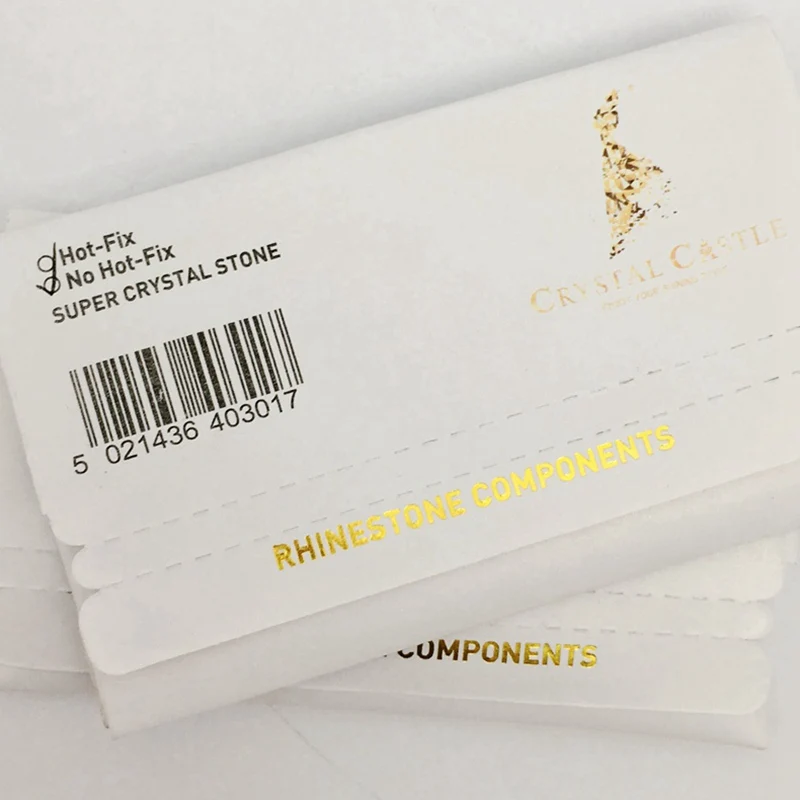 Hot-Fix
No Hot-Fix
SUPER CRYSTAL STONE
5 021436 403017
CRYSTAL CASTLE
RHINESTONE COMPONENTS
COMPONENTS